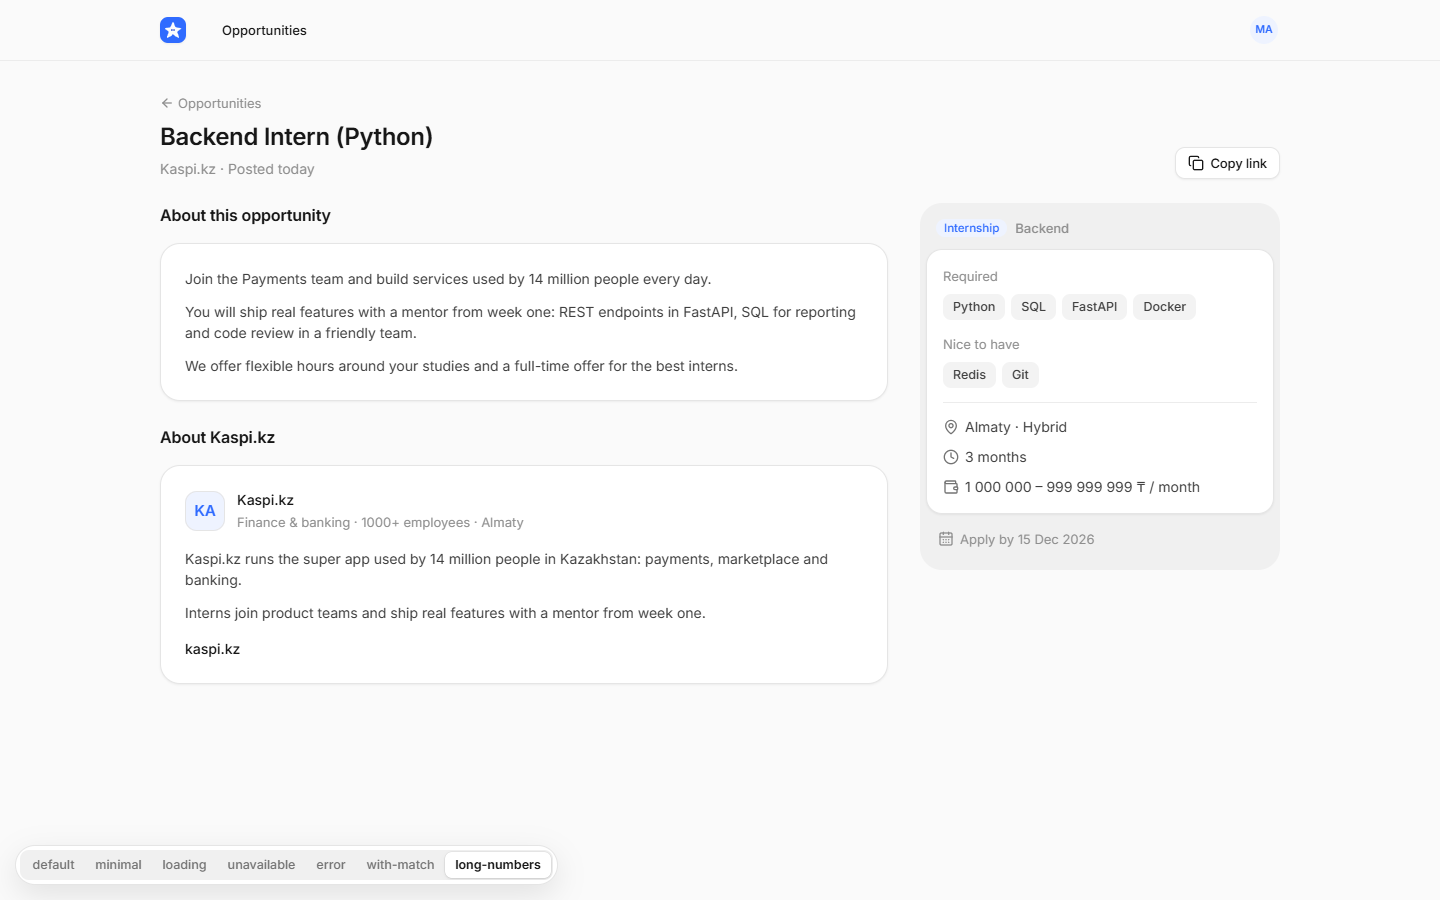 Opportunities
MA
Opportunities
Backend Intern (Python)
Kaspi.kz · Posted today
Copy link
About this opportunity
Join the Payments team and build services used by 14 million people every day.
You will ship real features with a mentor from week one: REST endpoints in FastAPI, SQL for reporting
and code review in a friendly team.
We offer flexible hours around your studies and a full-time offer for the best interns.
About Kaspi.kz
KA
Kaspi.kz
Finance & banking · 1000+ employees · Almaty
Kaspi.kz runs the super app used by 14 million people in Kazakhstan: payments, marketplace and
banking.
Interns join product teams and ship real features with a mentor from week one.
kaspi.kz
Internship Backend
Required
Python SQL FastAPI Docker
Nice to have
Redis Git
Almaty · Hybrid
3 months
1 000 000 – 999 999 999 ₸ / month
Apply by 15 Dec 2026
default minimal loading unavailable error with-match long-numbers